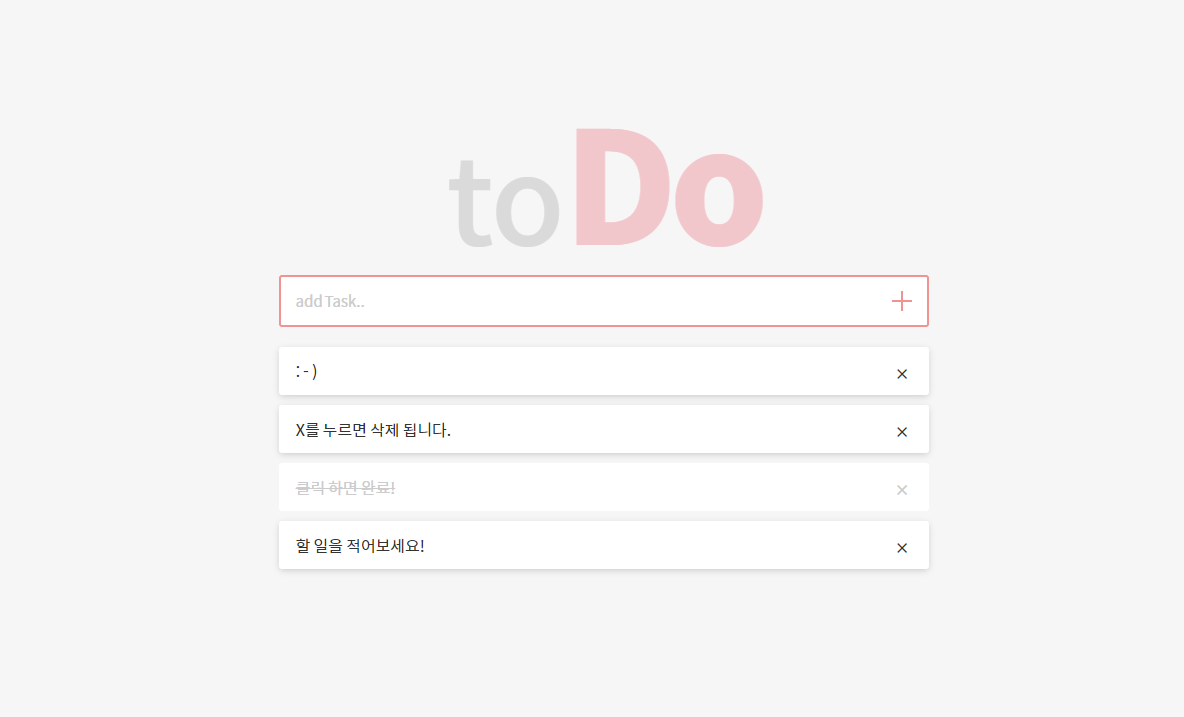 toDo
add Task..
: - )
X를 누르면 삭제 됩니다.
클릭 하면 완료!
할 일을 적어보세요!